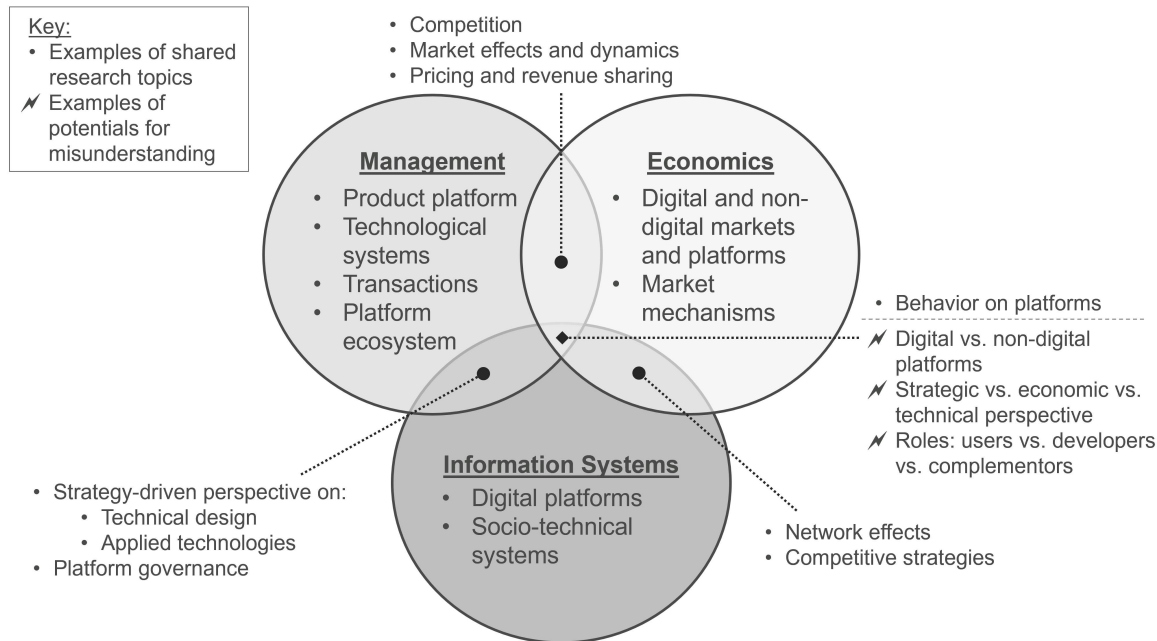 Key:
• Examples of shared
research topics
Examples of
potentials for
misunderstanding
• Competition
• Market effects and dynamics
• Pricing and revenue sharing
Management
• Product platform
• Technological
systems
• Transactions
• Platform
ecosystem
Economics
• Digital and non-
digital markets
and platforms
• Market
mechanisms
• Behavior on platforms
Digital vs. non-digital
platforms
Strategic vs. economic vs.
technical perspective
Roles: users vs. developers
vs. complementors
Information Systems
• Digital platforms
• Socio-technical
systems
• Strategy-driven perspective on:
• Technical design
• Applied technologies
• Platform governance
• Network effects
• Competitive strategies